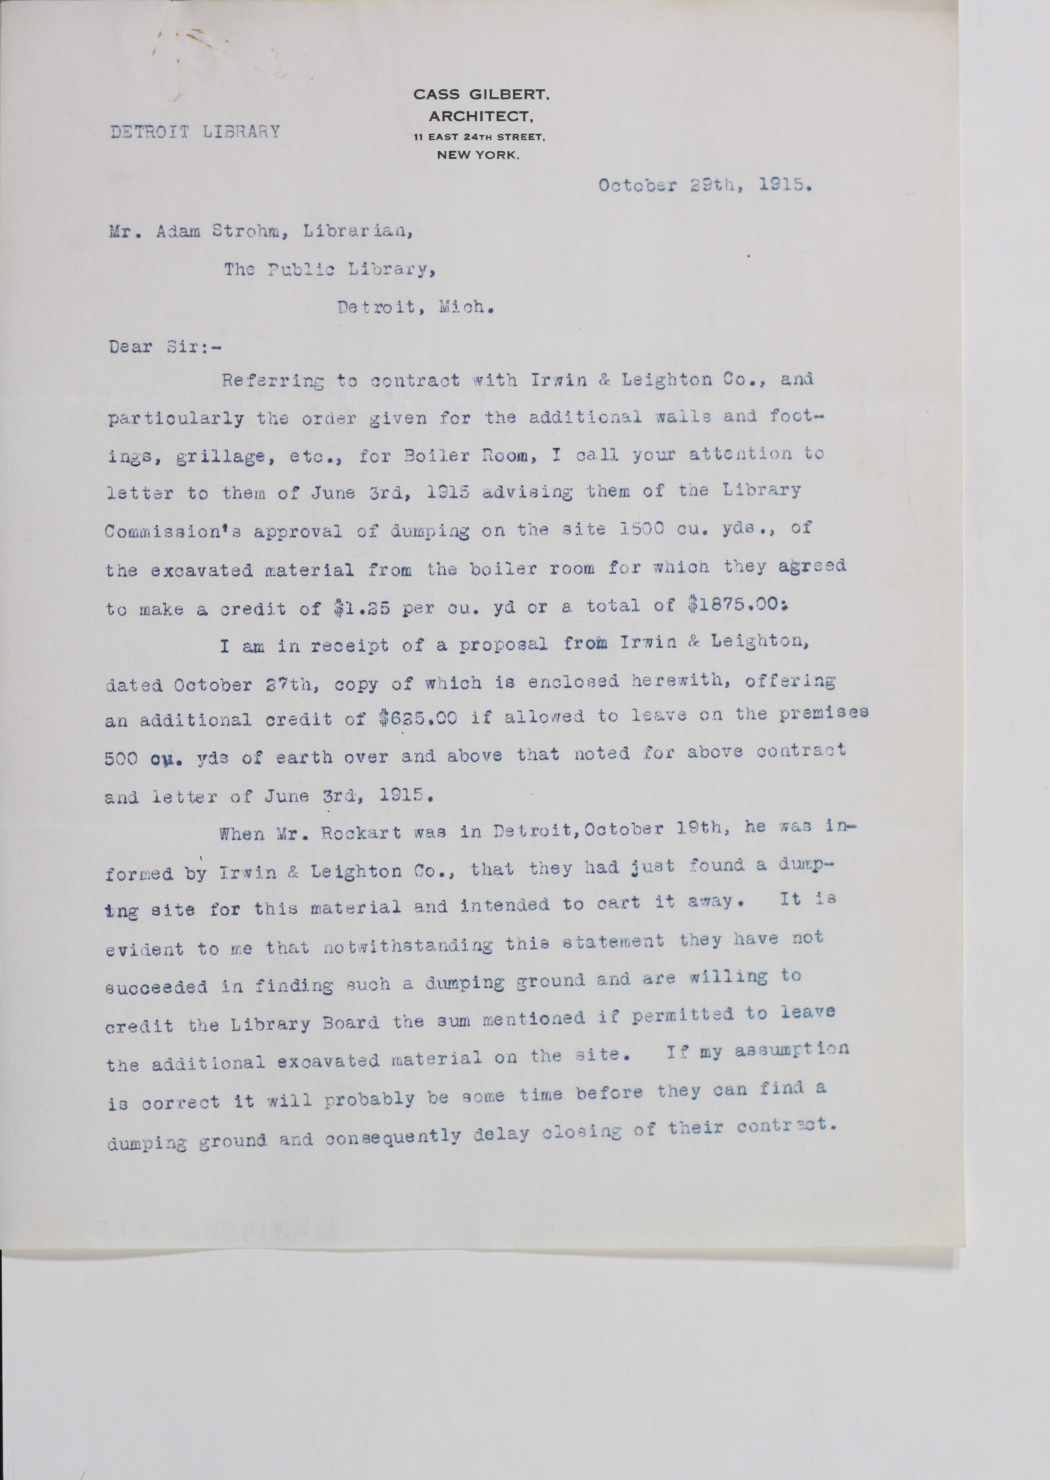 CASS GILBERT,
ARCHITECT,
11 EAST 24TH STREET,
NEW YORK.
DETROIT LIBRARY
October 29th, 1915.
Mr. Adam Strohm, Librarian,
The Public Library,
Detroit, Mich.
Dear Sir:-
Referring to contract with Irwin & Leighton Co., and
particularly the order given for the additional walls and foot-
ings, grillage, etc., for Boiler Room, I call your attention to
letter to them of June 3rd, 1915 advising them of the Library
Commission's approval of dumping on the site 1500 cu. yds., of
the excavated material from the boiler room for which they agreed
to make a credit of $1.25 per cu. yd or a total of $1875.00:
I am in receipt of a proposal from Irwin & Leighton,
dated October 27th, copy of which is enclosed herewith, offering
an additional credit of $625.00 if allowed to leave on the premises
500 cu. yds of earth over and above that noted for above contract
and letter of June 3rd, 1915.
When Mr. Rockart was in Detroit,October 19th, he was in-
formed by Irwin & Leighton Co., that they had just found a dump-
ing site for this material and intended to cart it away. It is
evident to me that notwithstanding this statement they have not
succeeded in finding such a dumping ground and are willing to
credit the Library Board the sum mentioned if permitted to leave
the additional excavated material on the site. If my assumption
is correct it will probably be some time before they can find a
dumping ground and consequently delay closing of their contract.